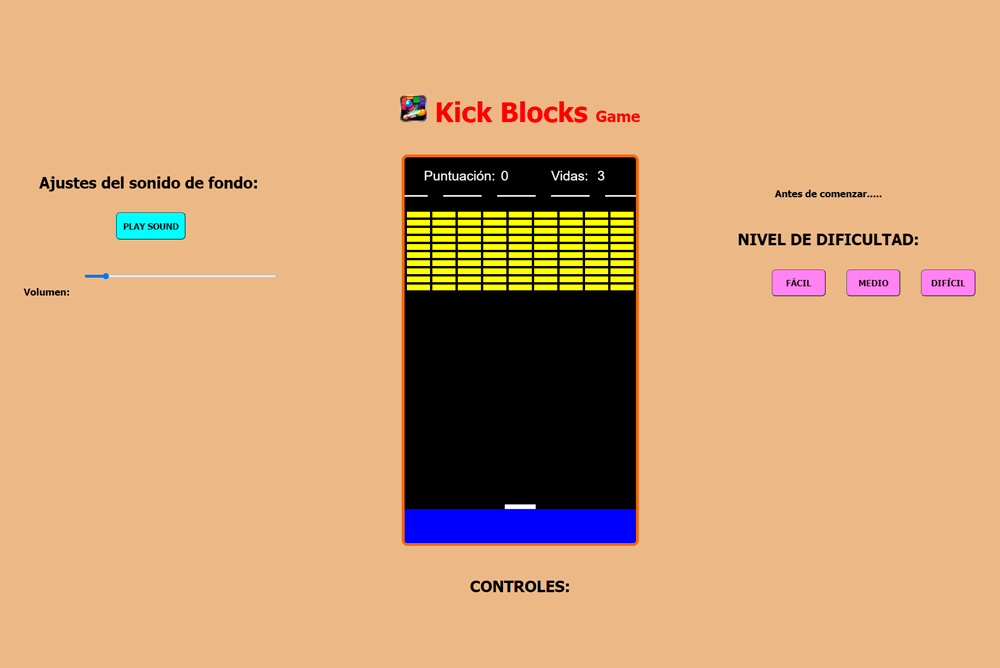 Kick Blocks Game
Ajustes del sonido de fondo:
PLAY SOUND
Volumen:
Puntuación: 0 Vidas: 3
Antes de comenzar.....
NIVEL DE DIFICULTAD:
FÁCIL MEDIO DIFÍCIL
CONTROLES: